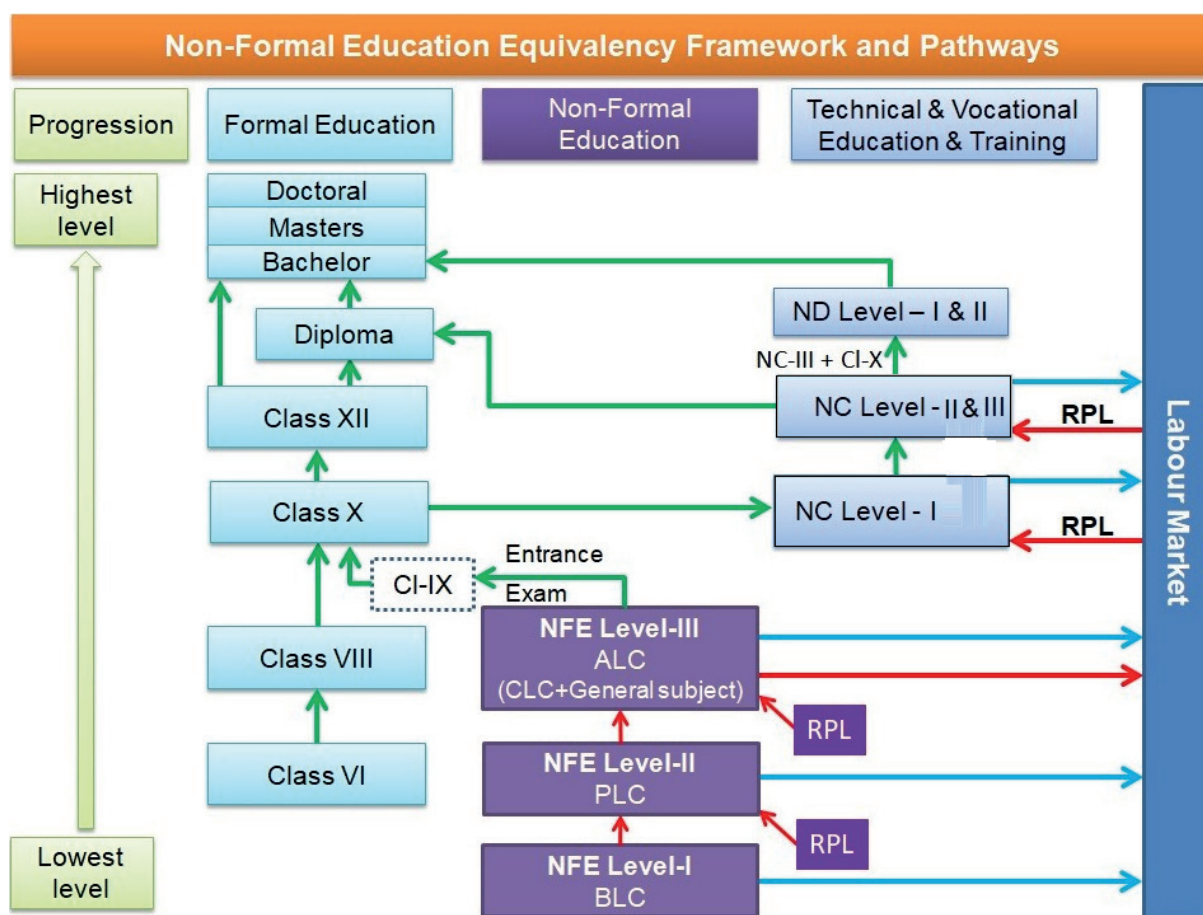 Non-Formal Education Equivalency Framework and Pathways
Progression
Formal Education
Non-Formal
Education
Technical & Vocational
Education & Training
Highest
level
Doctoral
Masters
Bachelor
ND Level – I & II
Diploma
NC-III + Cl-X
NC Level - II & III
RPL
Class XII
Class X
NC Level - I
RPL
Labour Market
Entrance
Exam
Cl-IX
NFE Level-III
ALC
(CLC+General subject)
Class VIII
RPL
Class VI
NFE Level-II
PLC
RPL
Lowest
level
NFE Level-I
BLC